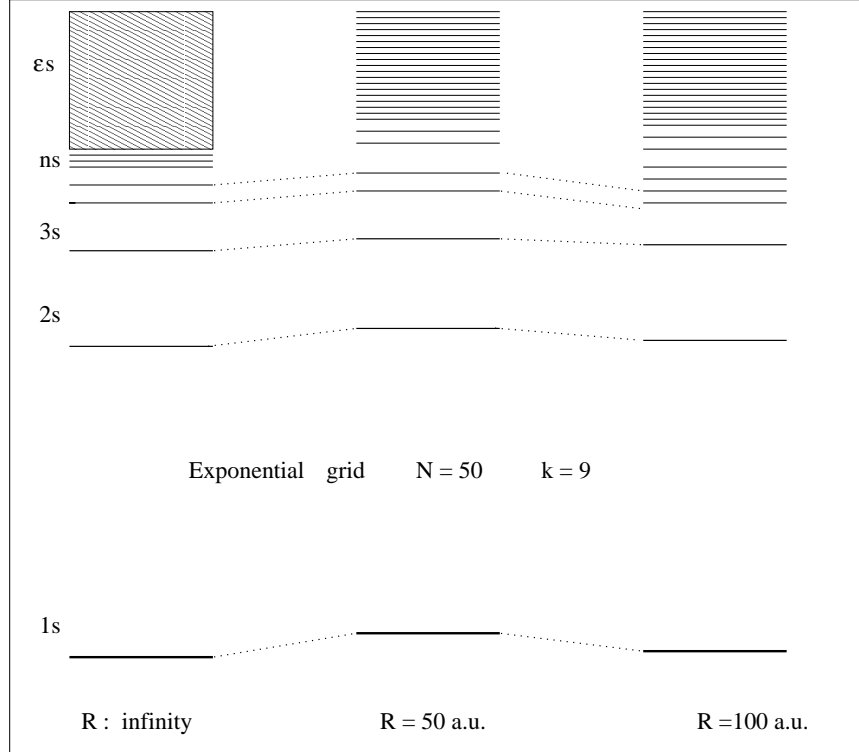 εs
ns
3s
2s
Exponential grid N = 50 k = 9
1s
R : infinity R = 50 a.u. R =100 a.u.